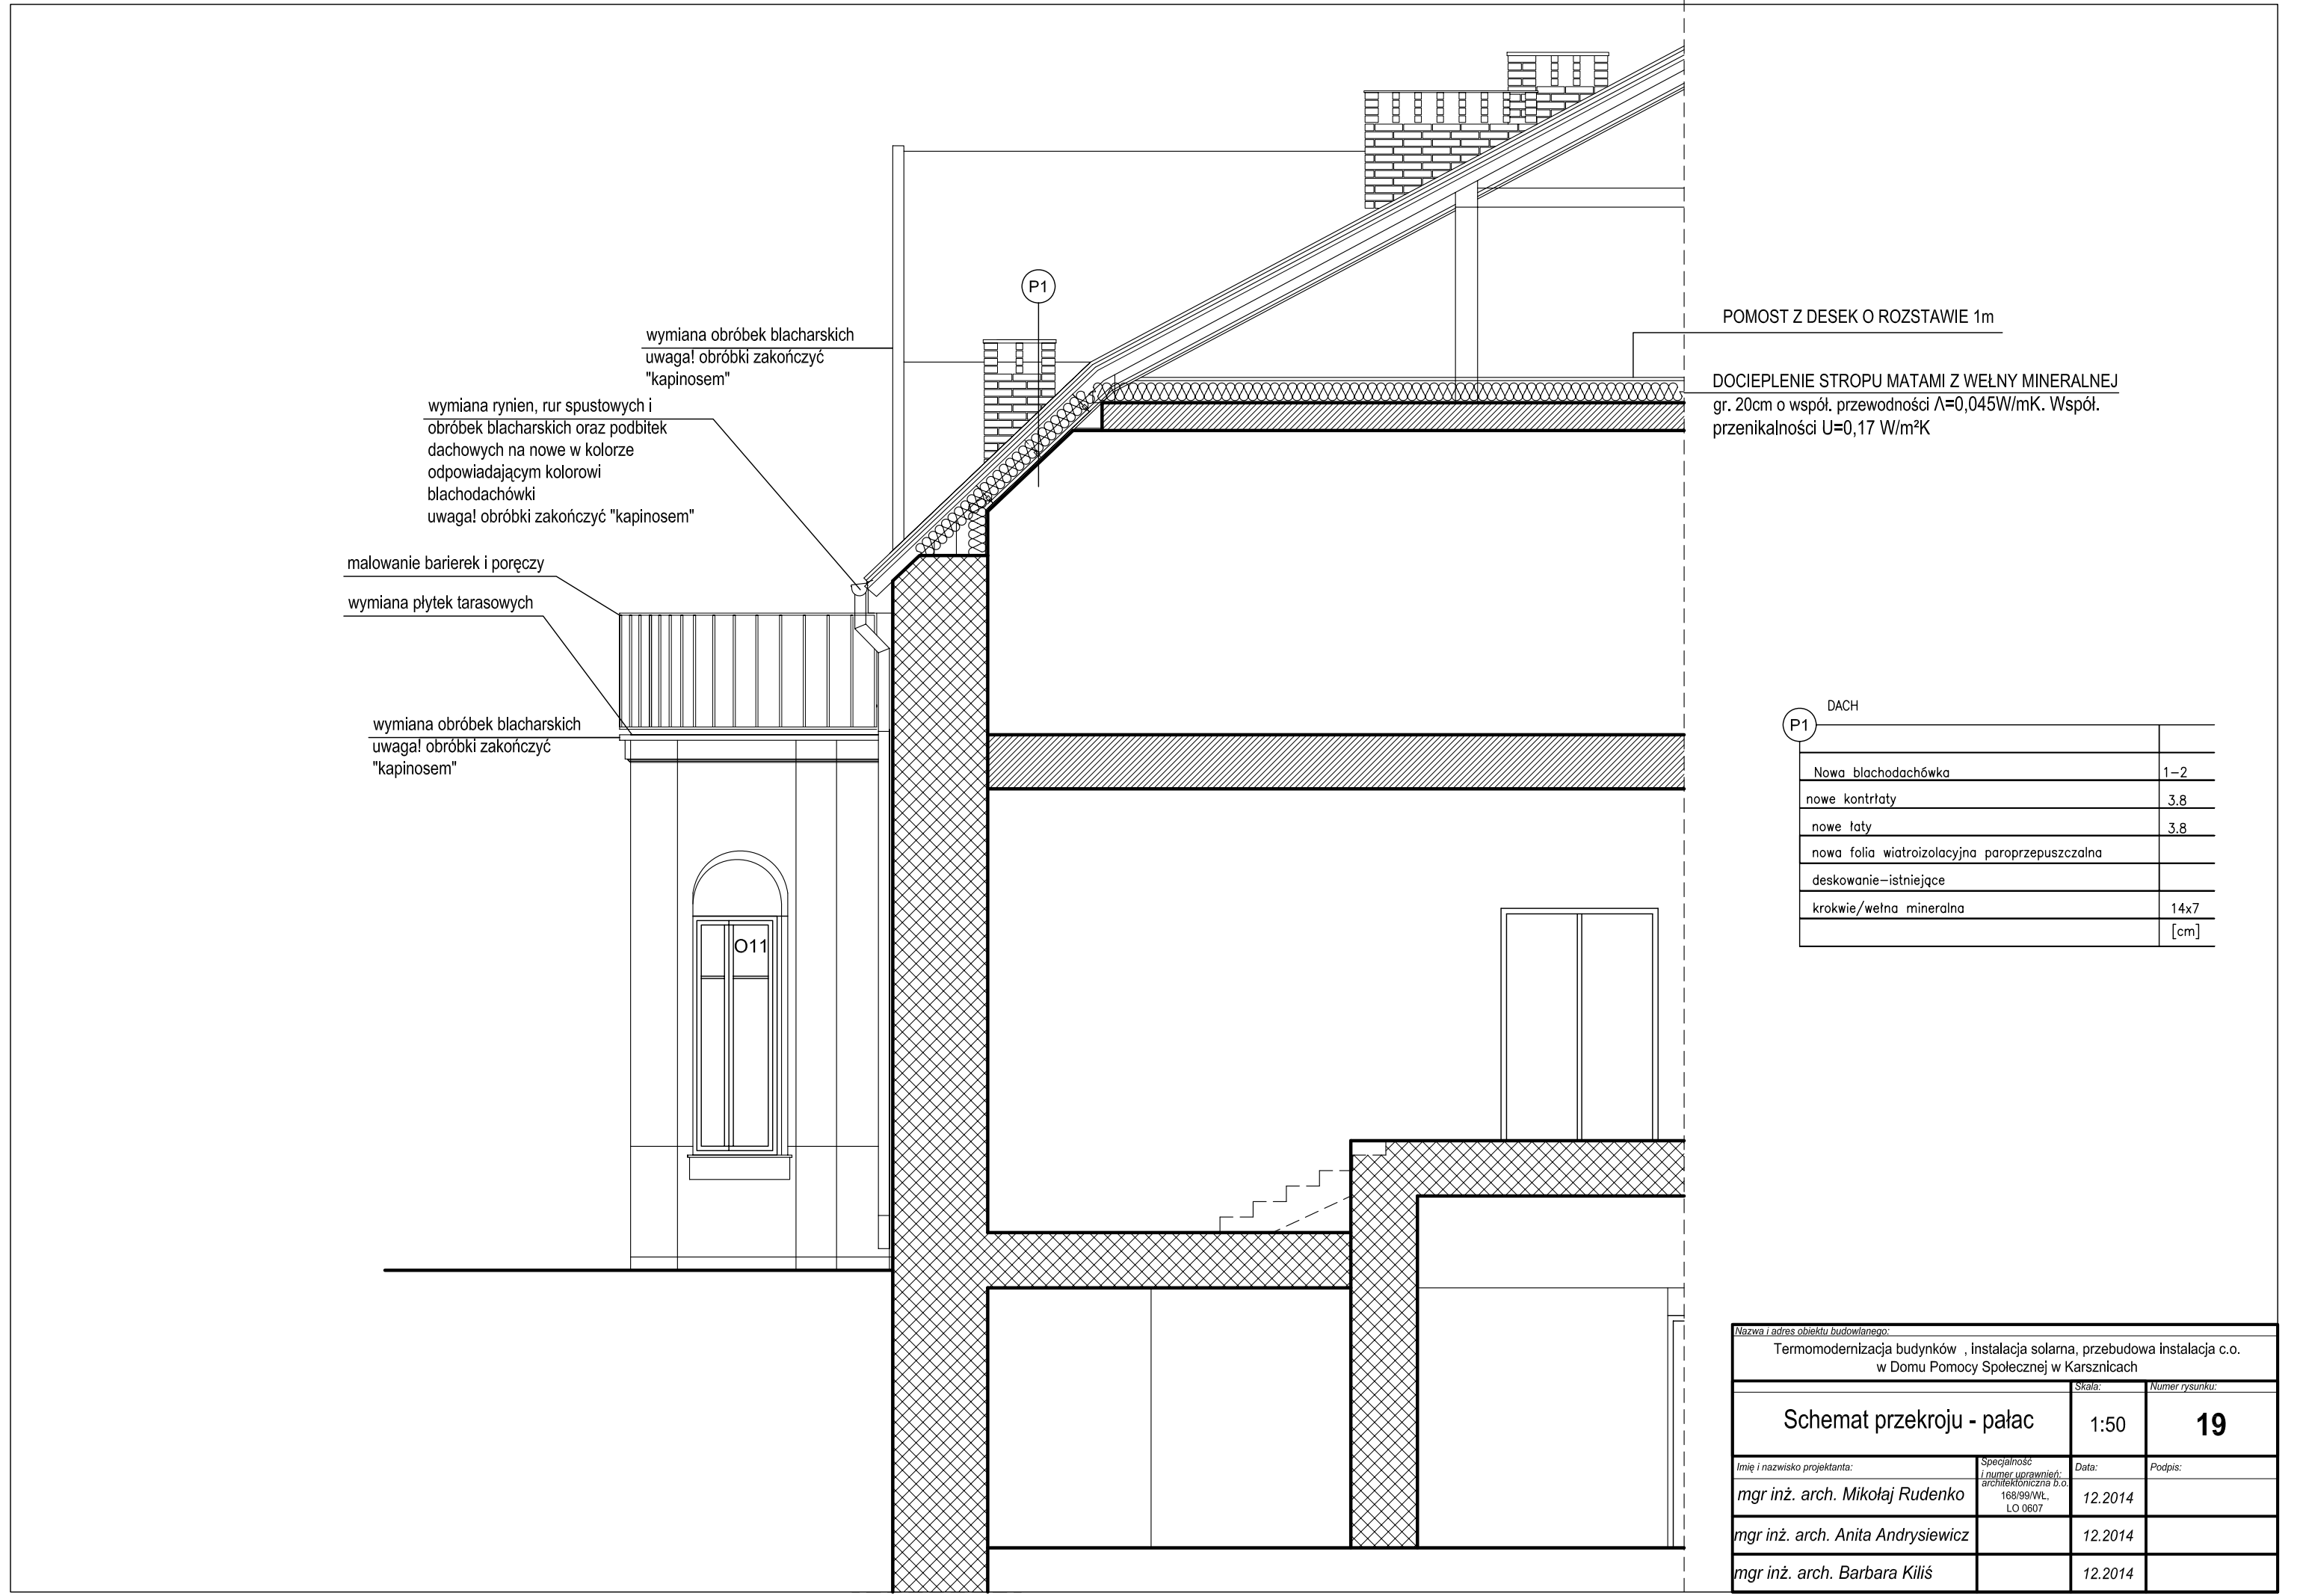 P1
wymiana obróbek blacharskich
uwaga! obróbki zakończyć
"kapinosem"
wymiana rynien, rur spustowych i
obróbek blacharskich oraz podbitek
dachowych na nowe w kolorze
odpowiadającym kolorowi
blachodachówki
uwaga! obróbki zakończyć "kapinosem"
malowanie barierek i poręczy
wymiana płytek tarasowych
wymiana obróbek blacharskich
uwaga! obróbki zakończyć
"kapinosem"
O11
POMOST Z DESEK O ROZSTAWIE 1m
DOCIEPLENIE STROPU MATAMI Z WEŁNY MINERALNEJ
gr. 20cm o współ. przewodności Λ=0,045W/mK. Współ.
przenikalności U=0,17 W/m²K
P1 DACH
Nowa blachodachówka 1-2
nowe kontrłaty 3.8
nowe łaty 3.8
nowa folia wiatroizolacyjna paroprzepuszczalna
deskowanie-istniejące
krokwie/wełna mineralna 14x7
[cm]
Nazwa i adres obiektu budowlanego:
Termomodernizacja budynków , instalacja solarna, przebudowa instalacja c.o.
w Domu Pomocy Społecznej w Karsznicach
Skala: Numer rysunku:
Schemat przekroju - pałac 1:50 19
Imię i nazwisko projektanta: Specjalność i numer uprawnień: Data: Podpis:
mgr inż. arch. Mikołaj Rudenko architektoniczna b.o. 168/99/WŁ, LO 0607 12.2014
mgr inż. arch. Anita Andrysiewicz 12.2014
mgr inż. arch. Barbara Kiliś 12.2014